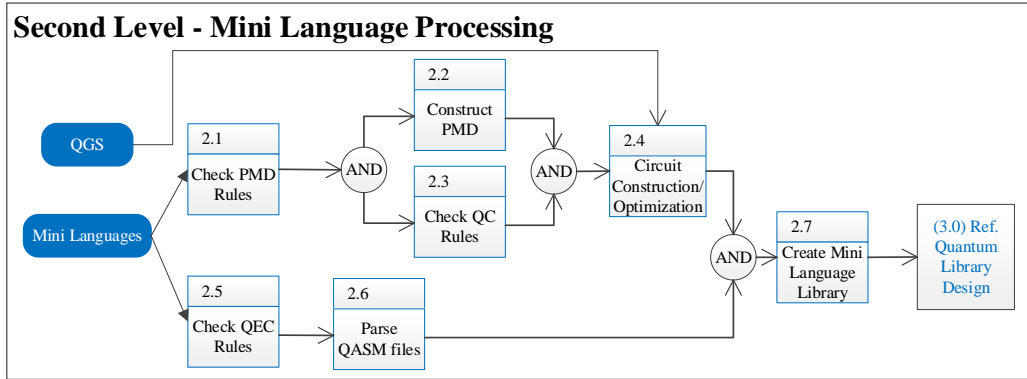 Second Level - Mini Language Processing
QGS
Mini Languages
2.1
Check PMD
Rules
AND
2.2
Construct
PMD
2.3
Check QC
Rules
AND
2.4
Circuit
Construction/
Optimization
2.5
Check QEC
Rules
2.6
Parse
QASM files
AND
2.7
Create Mini
Language
Library
(3.0) Ref.
Quantum
Library
Design